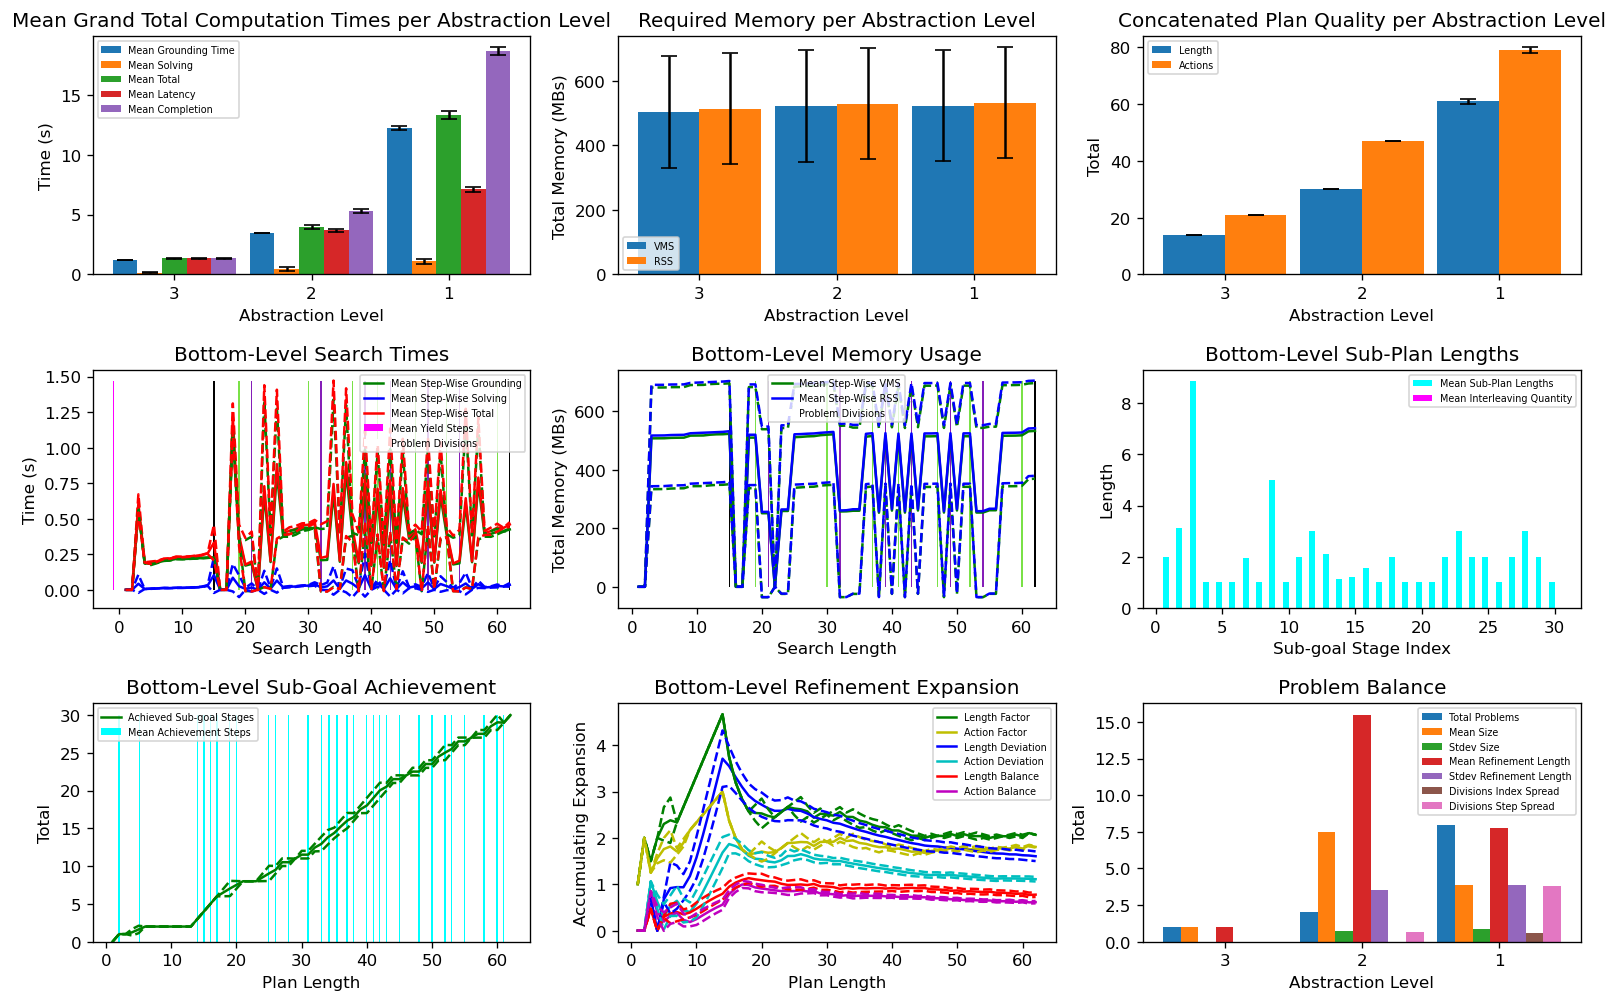 Mean Grand Total Computation Times per Abstraction Level
Mean Grounding Time
Mean Solving
Mean Total
Mean Latency
Mean Completion
Time (s)
15
10
5
0
3 2 1
Abstraction Level
Required Memory per Abstraction Level
Total Memory (MBs)
600
400
200
0
VMS
RSS
3 2 1
Abstraction Level
Concatenated Plan Quality per Abstraction Level
Length
Actions
Total
80
60
40
20
0
3 2 1
Abstraction Level
Bottom-Level Search Times
Mean Step-Wise Grounding
Mean Step-Wise Solving
Mean Step-Wise Total
Mean Yield Steps
Problem Divisions
Time (s)
1.50
1.25
1.00
0.75
0.50
0.25
0.00
0 10 20 30 40 50 60
Search Length
Bottom-Level Memory Usage
Mean Step-Wise VMS
Mean Step-Wise RSS
Problem Divisions
Total Memory (MBs)
600
400
200
0
0 10 20 30 40 50 60
Search Length
Bottom-Level Sub-Plan Lengths
Mean Sub-Plan Lengths
Mean Interleaving Quantity
Length
8
6
4
2
0
0 5 10 15 20 25 30
Sub-goal Stage Index
Bottom-Level Sub-Goal Achievement
Achieved Sub-goal Stages
Mean Achievement Steps
Total
30
25
20
15
10
5
0
0 10 20 30 40 50 60
Plan Length
Bottom-Level Refinement Expansion
Length Factor
Action Factor
Length Deviation
Action Deviation
Length Balance
Action Balance
Accumulating Expansion
4
3
2
1
0
0 10 20 30 40 50 60
Plan Length
Problem Balance
Total Problems
Mean Size
Stdev Size
Mean Refinement Length
Stdev Refinement Length
Divisions Index Spread
Divisions Step Spread
Total
15.0
12.5
10.0
7.5
5.0
2.5
0.0
3 2 1
Abstraction Level